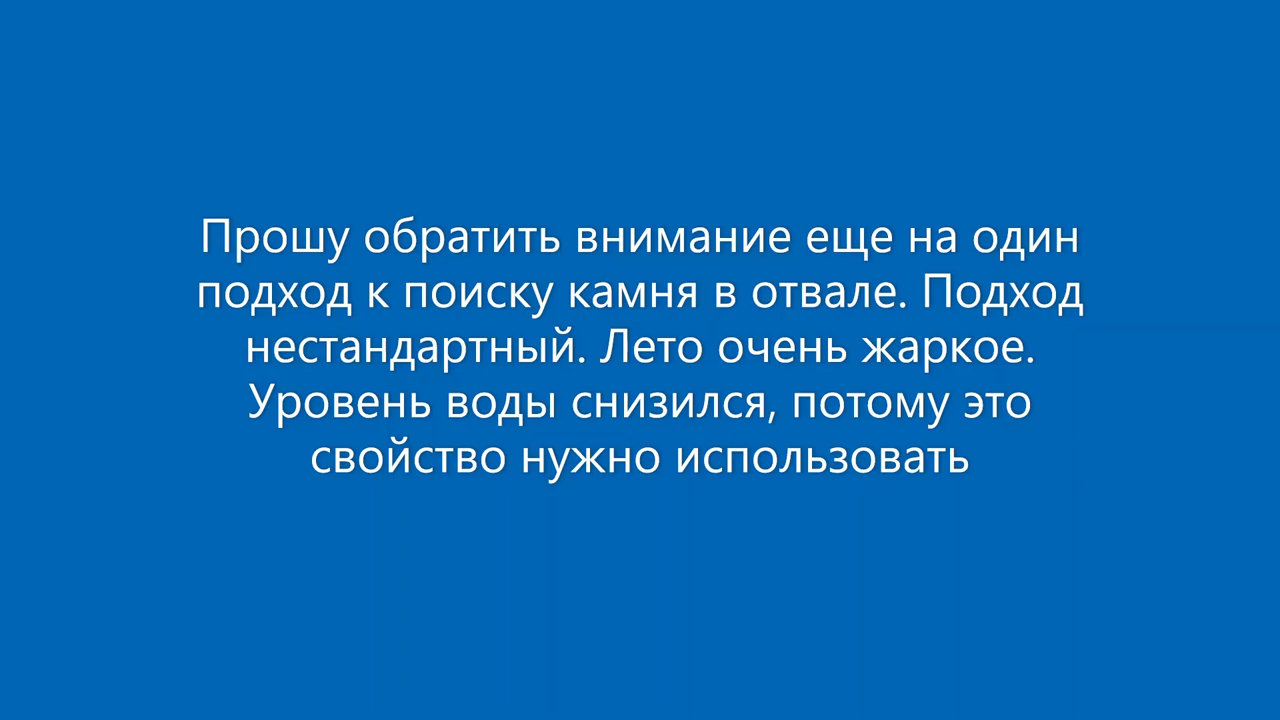 Прошу обратить внимание еще на один
подход к поиску камня в отвале. Подход
нестандартный. Лето очень жаркое.
Уровень воды снизился, потому это
свойство нужно использовать